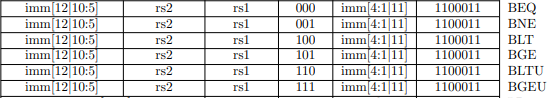 imm[12|10:5] rs2 rs1 000 imm[4:1|11] 1100011 BEQ
imm[12|10:5] rs2 rs1 001 imm[4:1|11] 1100011 BNE
imm[12|10:5] rs2 rs1 100 imm[4:1|11] 1100011 BLT
imm[12|10:5] rs2 rs1 101 imm[4:1|11] 1100011 BGE
imm[12|10:5] rs2 rs1 110 imm[4:1|11] 1100011 BLTU
imm[12|10:5] rs2 rs1 111 imm[4:1|11] 1100011 BGEU